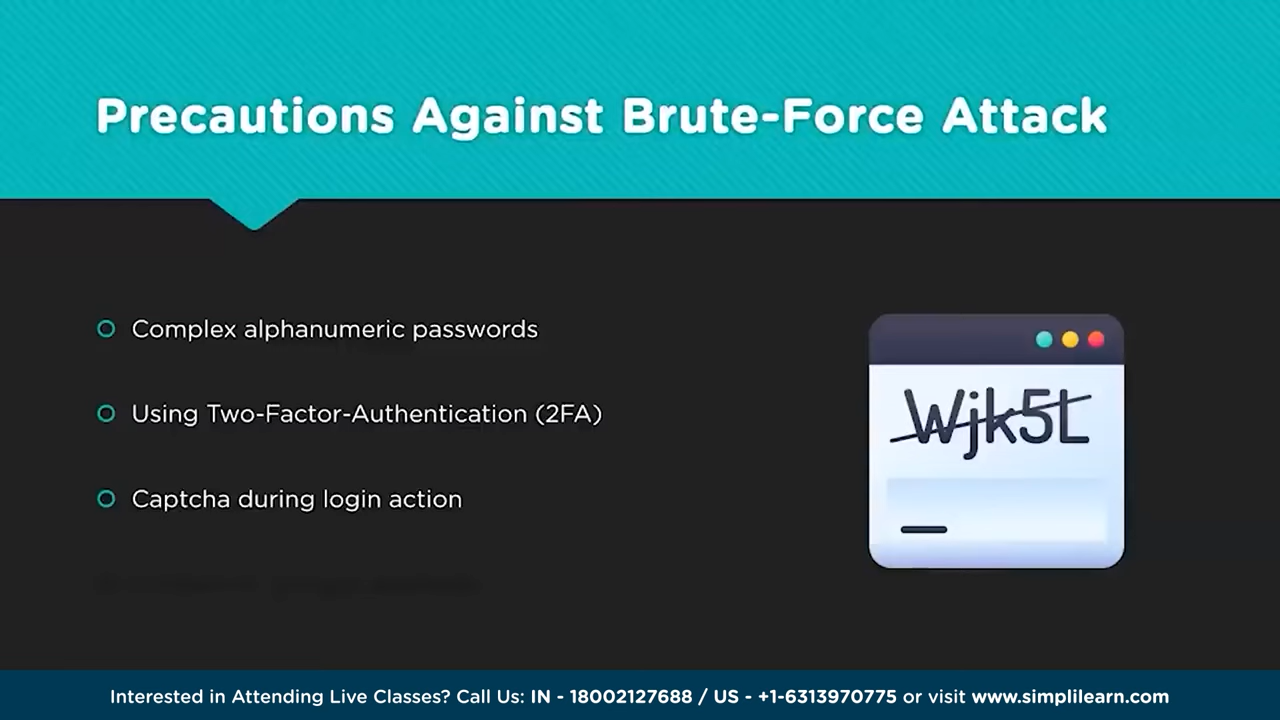 Precautions Against Brute-Force Attack
Complex alphanumeric passwords
Using Two-Factor-Authentication (2FA)
Captcha during login action
Wjk5L
Interested in Attending Live Classes? Call Us: IN - 18002127688 / US - +1-6313970775 or visit www.simplilearn.com